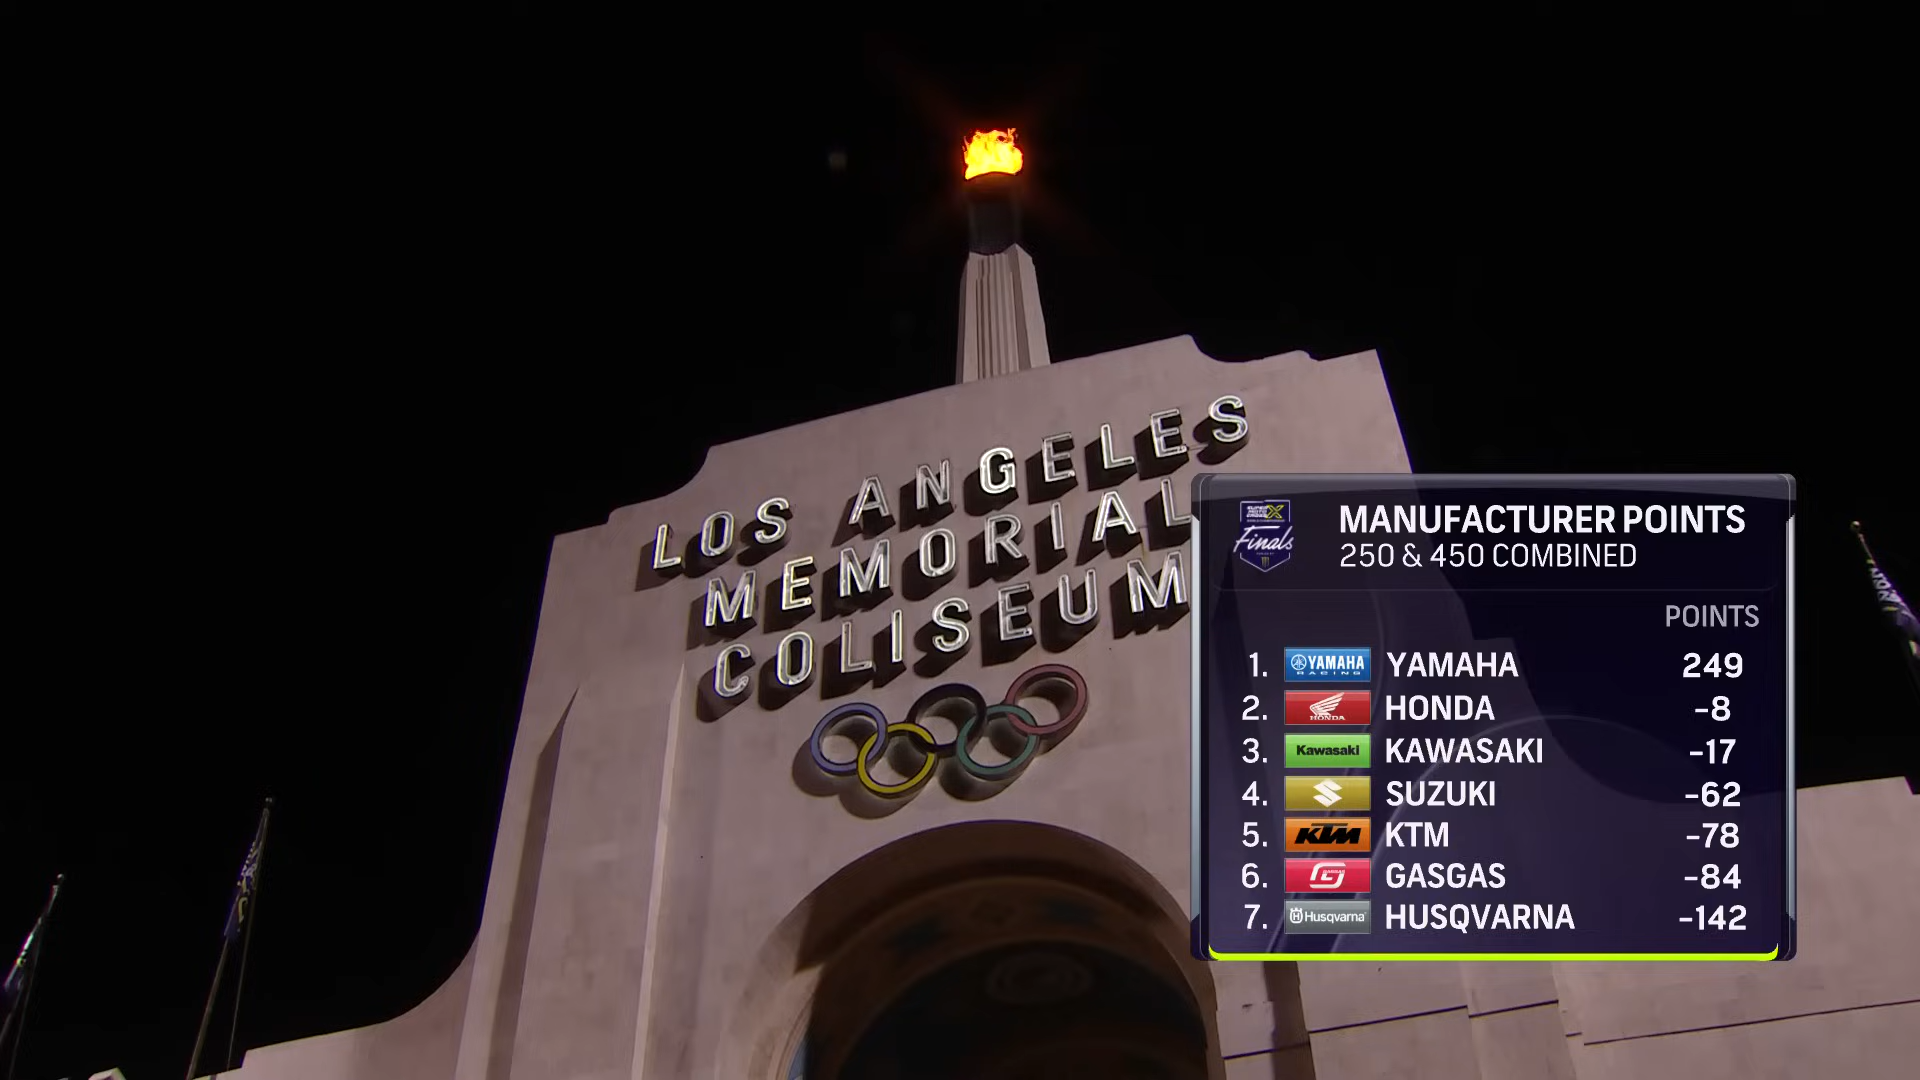 LOS ANGELES
MEMORIAL
COLISEUM
Finals
MANUFACTURER POINTS
250 & 450 COMBINED
POINTS
1. YAMAHA RACING YAMAHA 249
2. HONDA HONDA -8
3. Kawasaki KAWASAKI -17
4. SUZUKI -62
5. KTM KTM -78
6. GASGAS -84
7. Husqvarna HUSQVARNA -142